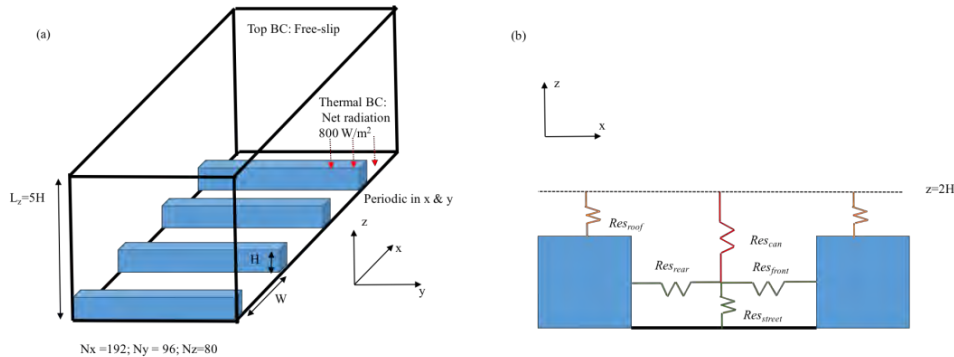 (a)
Top BC: Free-slip
Thermal BC:
Net radiation
800 W/m²
L_z=5H
Periodic in x & y
H
W
z
x
y
Nx =192; Ny = 96; Nz=80
(b)
z
x
z=2H
Res_roof
Res_can
Res_rear
Res_front
Res_street